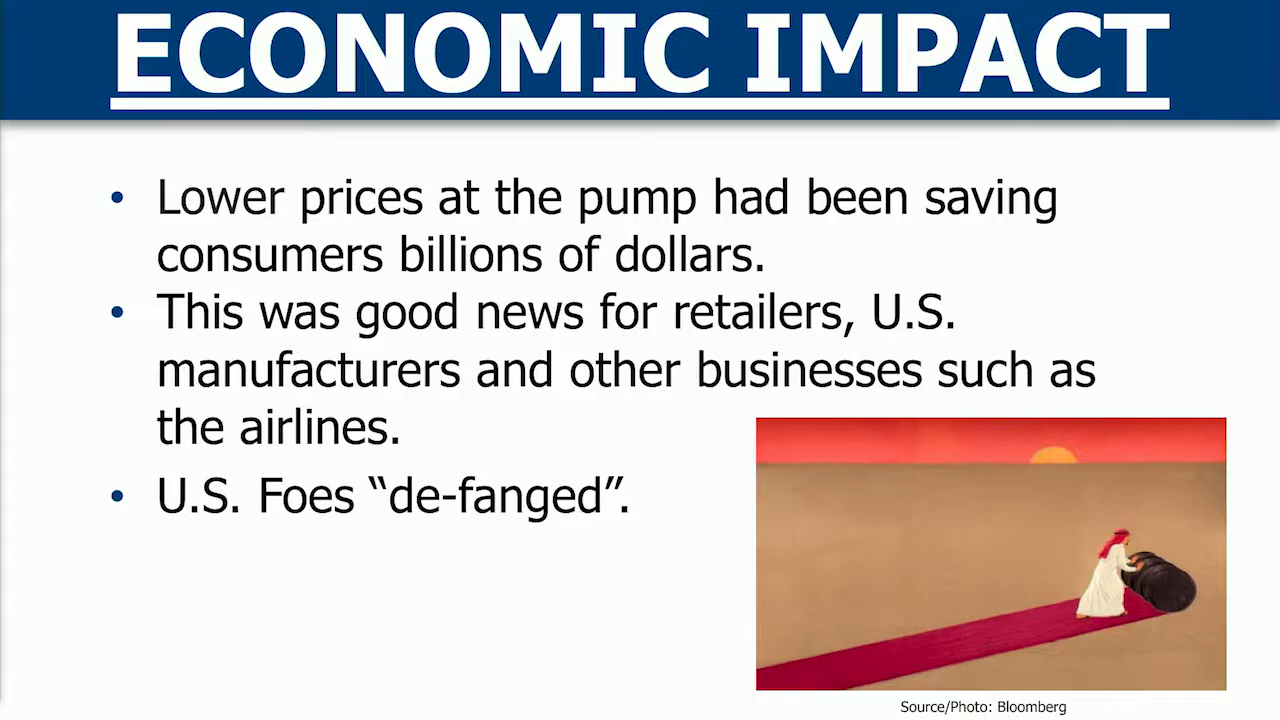 ECONOMIC IMPACT
• Lower prices at the pump had been saving
consumers billions of dollars.
• This was good news for retailers, U.S.
manufacturers and other businesses such as
the airlines.
• U.S. Foes “de-fanged”.
Source/Photo: Bloomberg